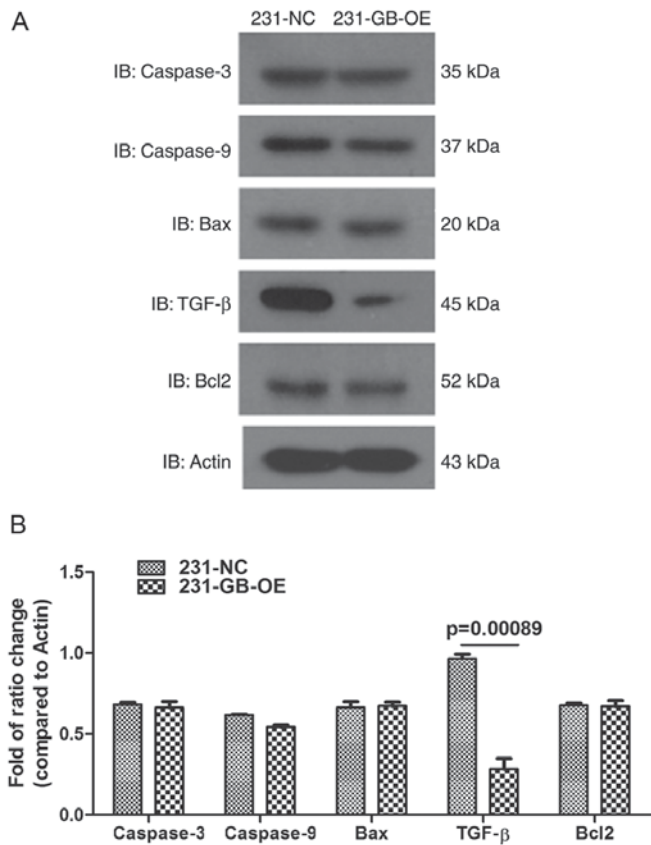 A
231-NC 231-GB-OE
IB: Caspase-3 35 kDa
IB: Caspase-9 37 kDa
IB: Bax 20 kDa
IB: TGF-β 45 kDa
IB: Bcl2 52 kDa
IB: Actin 43 kDa
B
231-NC
231-GB-OE
p=0.00089
Fold of ratio change
(compared to Actin)
1.5
1.0
0.5
0.0
Caspase-3 Caspase-9 Bax TGF-β Bcl2